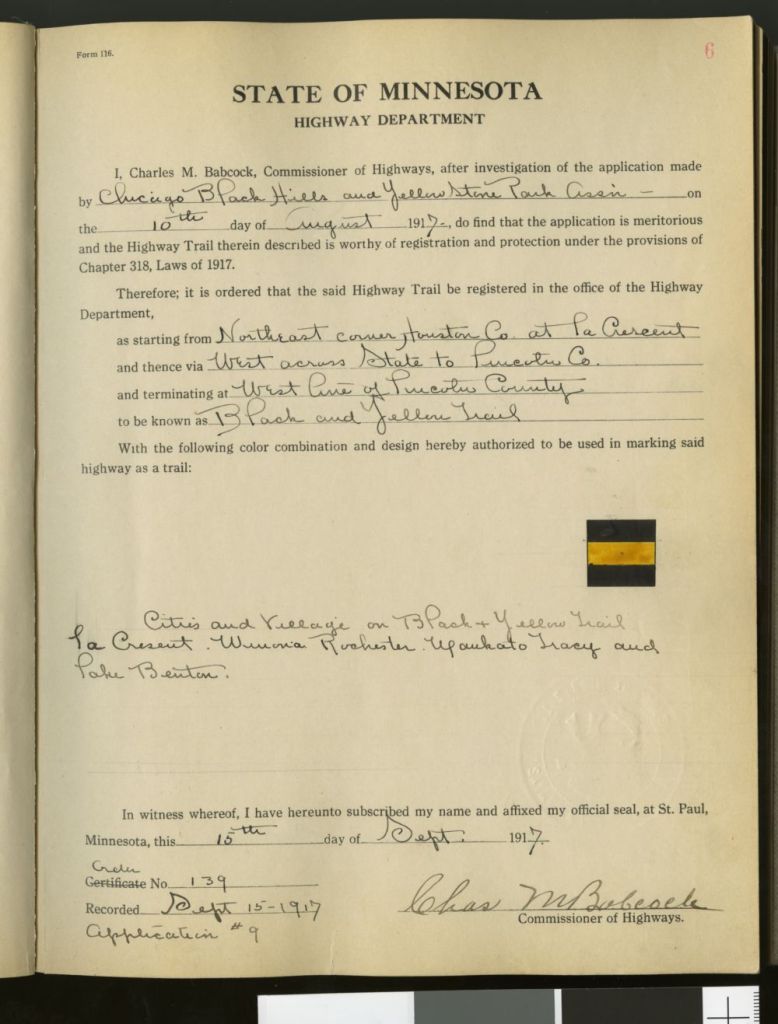 Form 116.
6
STATE OF MINNESOTA
HIGHWAY DEPARTMENT
I, Charles M. Babcock, Commissioner of Highways, after investigation of the application made
by Chicago Black Hills and Yellow Stone Park Ass'n — on
the 10th day of August 1917-, do find that the application is meritorious
and the Highway Trail therein described is worthy of registration and protection under the provisions of
Chapter 318, Laws of 1917.
Therefore; it is ordered that the said Highway Trail be registered in the office of the Highway
Department,
as starting from Northeast corner Houston Co. at La Crescent
and thence via West across State to Lincoln Co.
and terminating at West line of Lincoln County
to be known as Black and Yellow Trail
With the following color combination and design hereby authorized to be used in marking said
highway as a trail:
Cities and Village on Black & Yellow Trail
La Cresent. Winona Rochester. Mankato Tracy and
Lake Benton.
In witness whereof, I have hereunto subscribed my name and affixed my official seal, at St. Paul,
Minnesota, this 15th day of Sept. 1917.
Order
Certificate No. 139
Recorded Sept 15-1917
Application #9
Chas M Babcock
Commissioner of Highways.